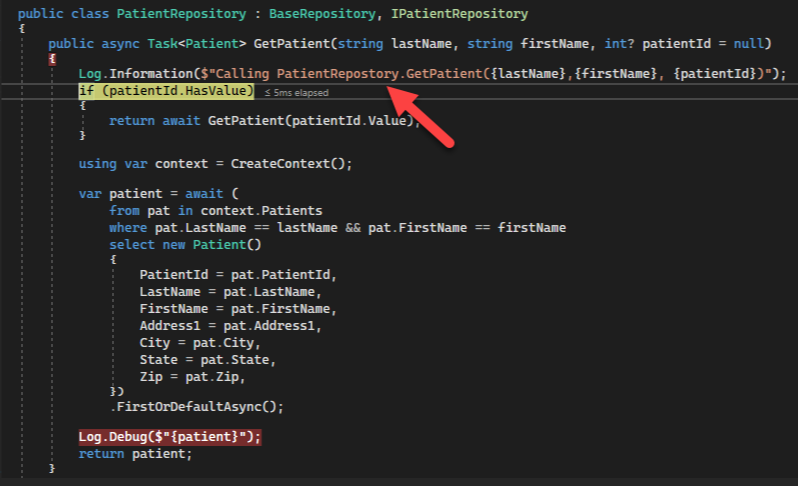 public class PatientRepository : BaseRepository, IPatientRepository
{
public async Task<Patient> GetPatient(string lastName, string firstName, int? patientId = null)
{
Log.Information($"Calling PatientRepostory.GetPatient({lastName},{firstName}, {patientId})");
if (patientId.HasValue) ≤ 5ms elapsed
{
return await GetPatient(patientId.Value);
}
using var context = CreateContext();
var patient = await (
from pat in context.Patients
where pat.LastName == lastName && pat.FirstName == firstName
select new Patient()
{
PatientId = pat.PatientId,
LastName = pat.LastName,
FirstName = pat.FirstName,
Address1 = pat.Address1,
City = pat.City,
State = pat.State,
Zip = pat.Zip,
})
.FirstOrDefaultAsync();
Log.Debug($"{patient}");
return patient;
}